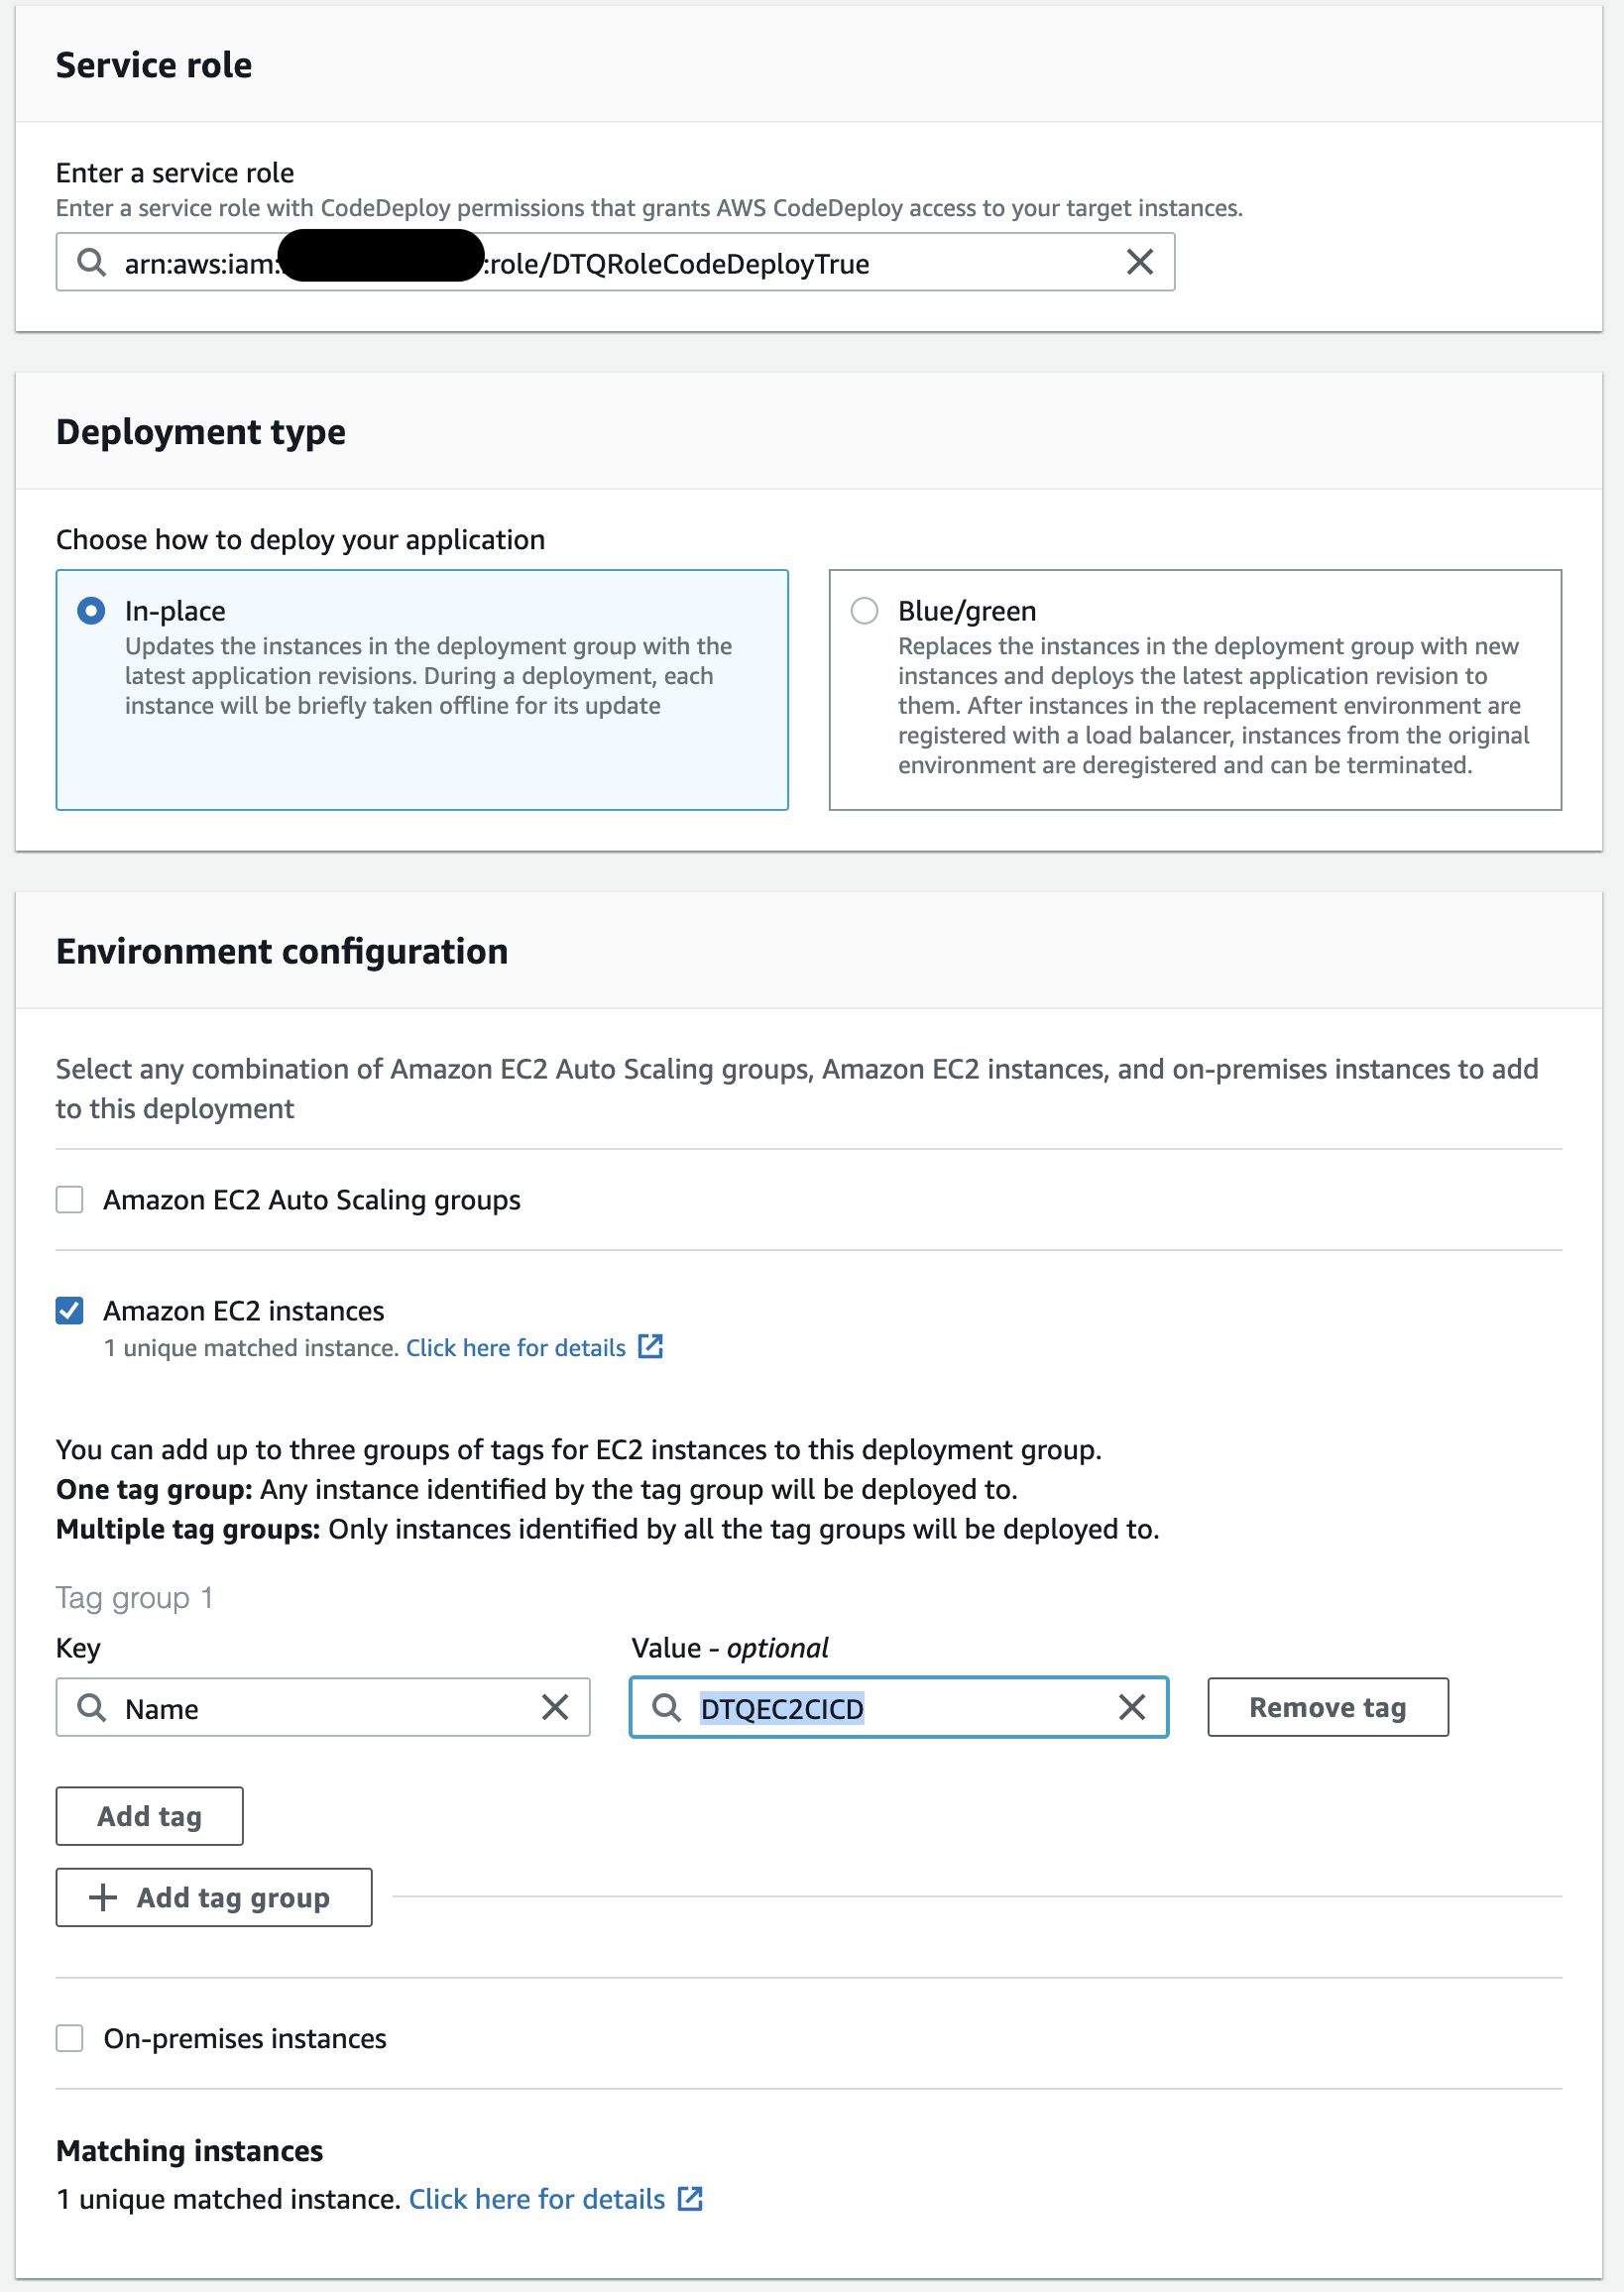 Service role
Enter a service role
Enter a service role with CodeDeploy permissions that grants AWS CodeDeploy access to your target instances.
arn:aws:iam: :role/DTQRoleCodeDeployTrue
Deployment type
Choose how to deploy your application
In-place
Updates the instances in the deployment group with the
latest application revisions. During a deployment, each
instance will be briefly taken offline for its update
Blue/green
Replaces the instances in the deployment group with new
instances and deploys the latest application revision to
them. After instances in the replacement environment are
registered with a load balancer, instances from the original
environment are deregistered and can be terminated.
Environment configuration
Select any combination of Amazon EC2 Auto Scaling groups, Amazon EC2 instances, and on-premises instances to add
to this deployment
Amazon EC2 Auto Scaling groups
Amazon EC2 instances
1 unique matched instance. Click here for details
You can add up to three groups of tags for EC2 instances to this deployment group.
One tag group: Any instance identified by the tag group will be deployed to.
Multiple tag groups: Only instances identified by all the tag groups will be deployed to.
Tag group 1
Key
Value - optional
Name
DTQEC2CICD
Remove tag
Add tag
Add tag group
On-premises instances
Matching instances
1 unique matched instance. Click here for details